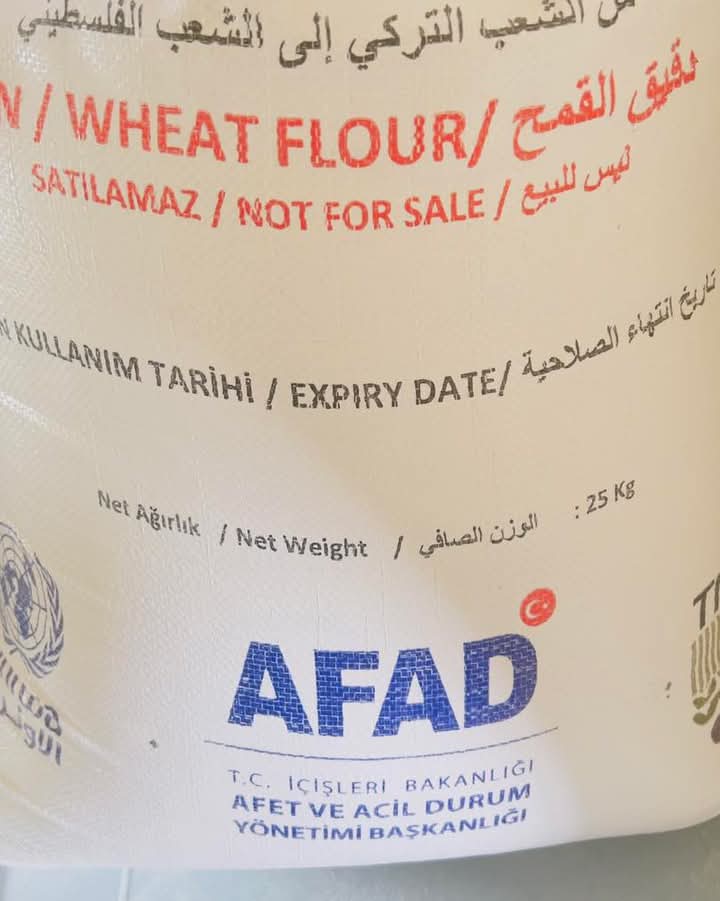 من الشعب التركي إلى الشعب الفلسطيني
N / WHEAT FLOUR/ دقيق القمح
SATILAMAZ / NOT FOR SALE / ليس للبيع
N KULLANIM TARİHİ / EXPIRY DATE/ تاريخ انتهاء الصلاحية
Net Ağırlık / Net Weight / الوزن الصافي : 25 Kg
AFAD
T.C. İÇİŞLERİ BAKANLIĞI
AFET VE ACİL DURUM
YÖNETİMİ BAŞKANLIĞI